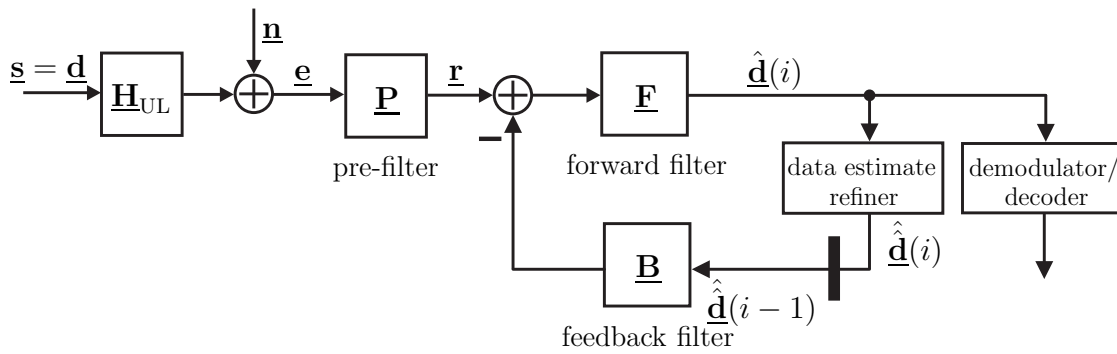 n
s = d
H_UL
e
P
r
F
d̂(i)
pre-filter
forward filter
data estimate
refiner
demodulator/
decoder
−
B
d̂̂(i)
d̂̂(i − 1)
feedback filter